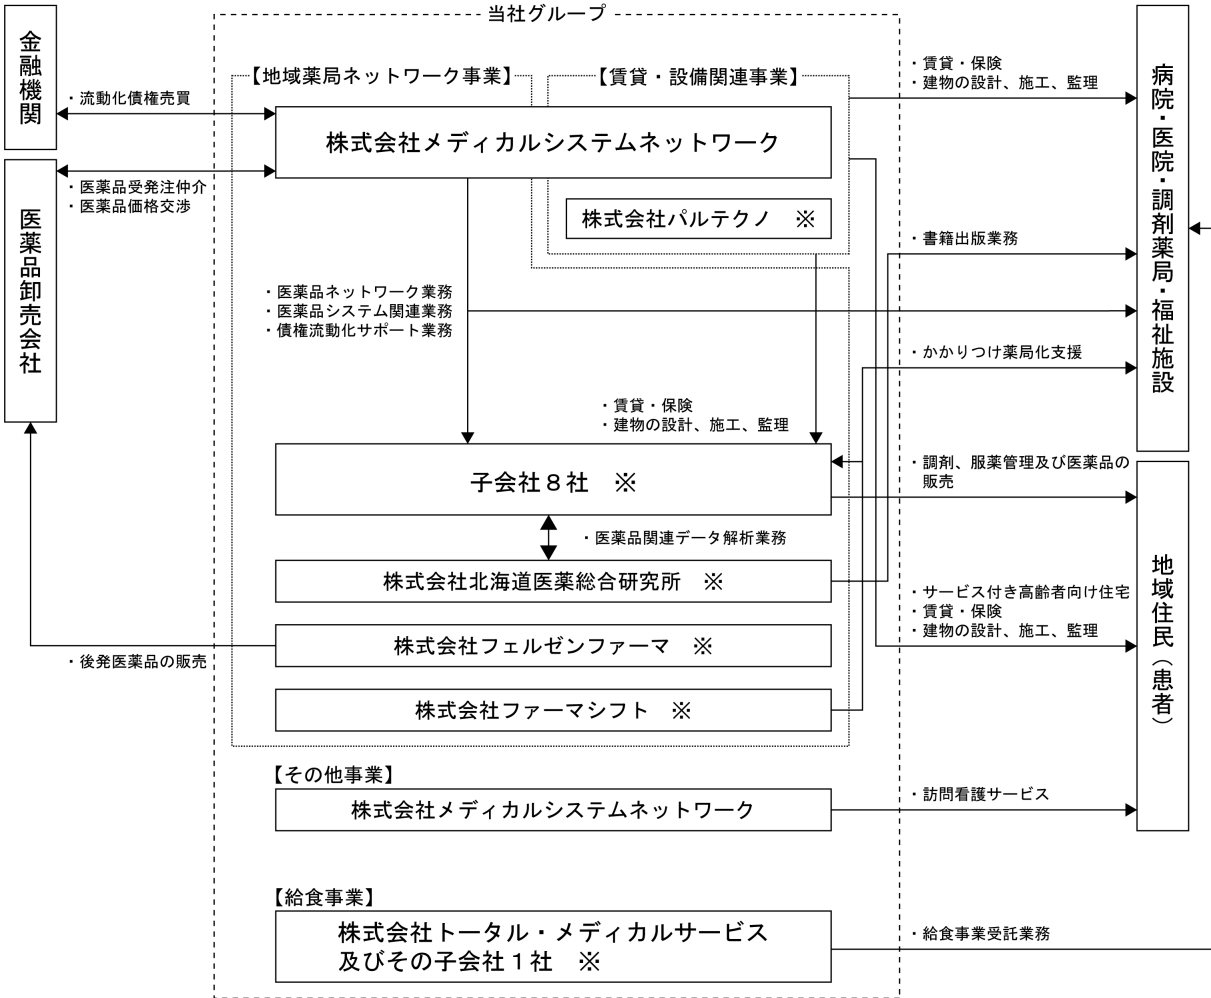 当社グループ
金融機関
・流動化債権売買
医薬品卸売会社
・医薬品受発注仲介
・医薬品価格交渉
【地域薬局ネットワーク事業】
【賃貸・設備関連事業】
株式会社メディカルシステムネットワーク
株式会社パルテクノ　※
・賃貸・保険
・建物の設計、施工、監理
病院・医院・調剤薬局・福祉施設
・書籍出版業務
・医薬品ネットワーク業務
・医薬品システム関連業務
・債権流動化サポート業務
・かかりつけ薬局化支援
・賃貸・保険
・建物の設計、施工、監理
子会社８社　※
・調剤、服薬管理及び医薬品の
販売
・医薬品関連データ解析業務
株式会社北海道医薬総合研究所　※
・サービス付き高齢者向け住宅
・賃貸・保険
・建物の設計、施工、監理
地域住民（患者）
株式会社フェルゼンファーマ　※
・後発医薬品の販売
株式会社ファーマシフト　※
【その他事業】
株式会社メディカルシステムネットワーク
・訪問看護サービス
【給食事業】
株式会社トータル・メディカルサービス
及びその子会社１社　※
・給食事業受託業務